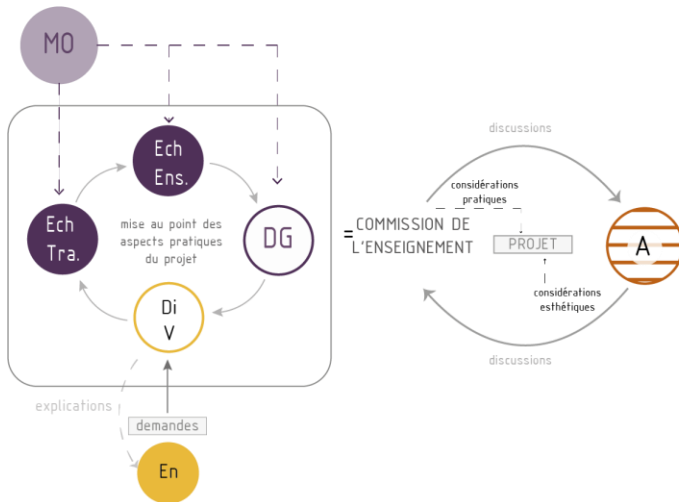 MO
Ech
Ens.
discussions
considérations
pratiques
Ech
Tra.
mise au point des
aspects pratiques
du projet
DG
= COMMISSION DE
L'ENSEIGNEMENT
PROJET
A
considérations
esthétiques
Di
V
discussions
explications
demandes
En